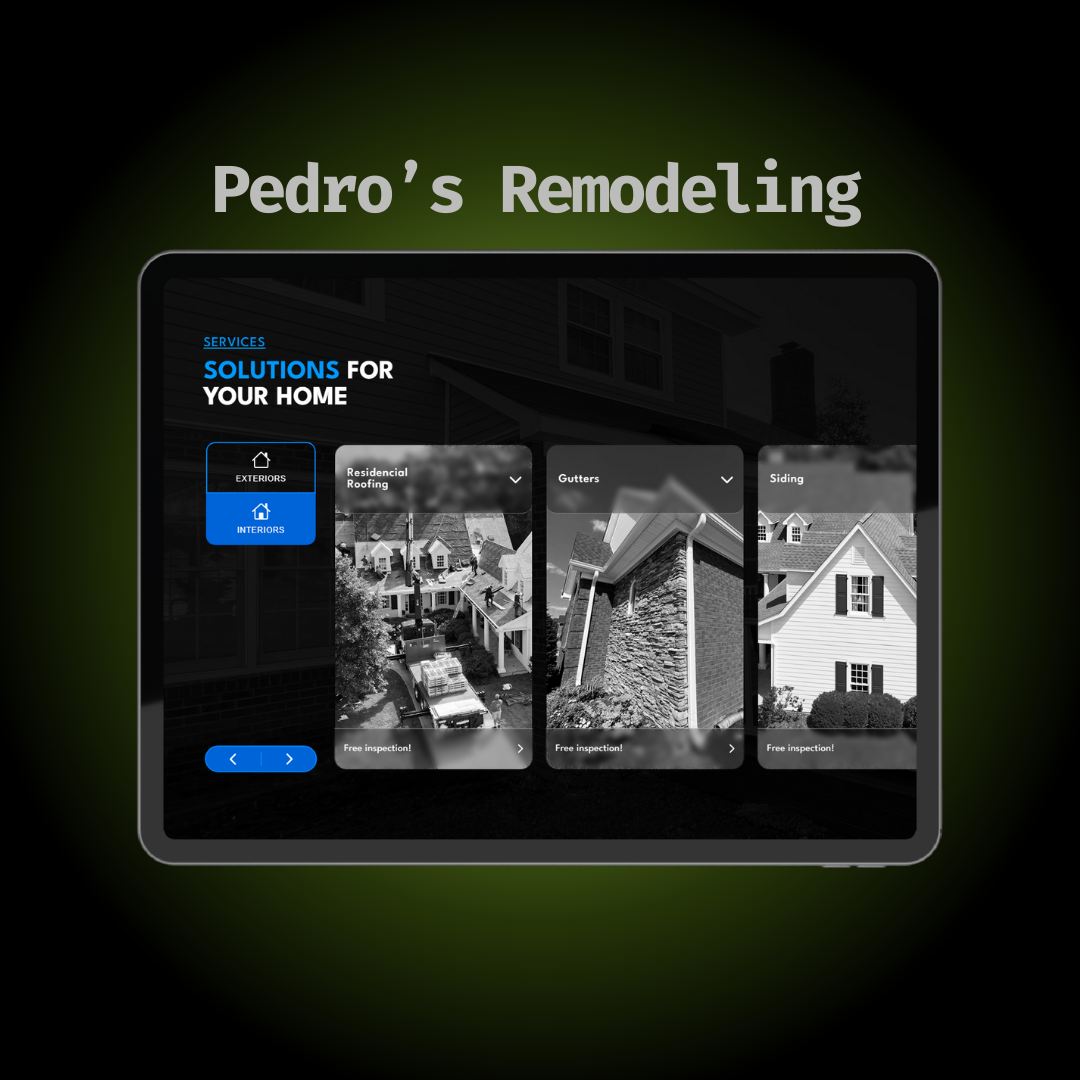 Pedro’s Remodeling
SERVICES
SOLUTIONS FOR
YOUR HOME
EXTERIORS
INTERIORS
Residencial
Roofing
Gutters
Siding
Free inspection!
Free inspection!
Free inspection!